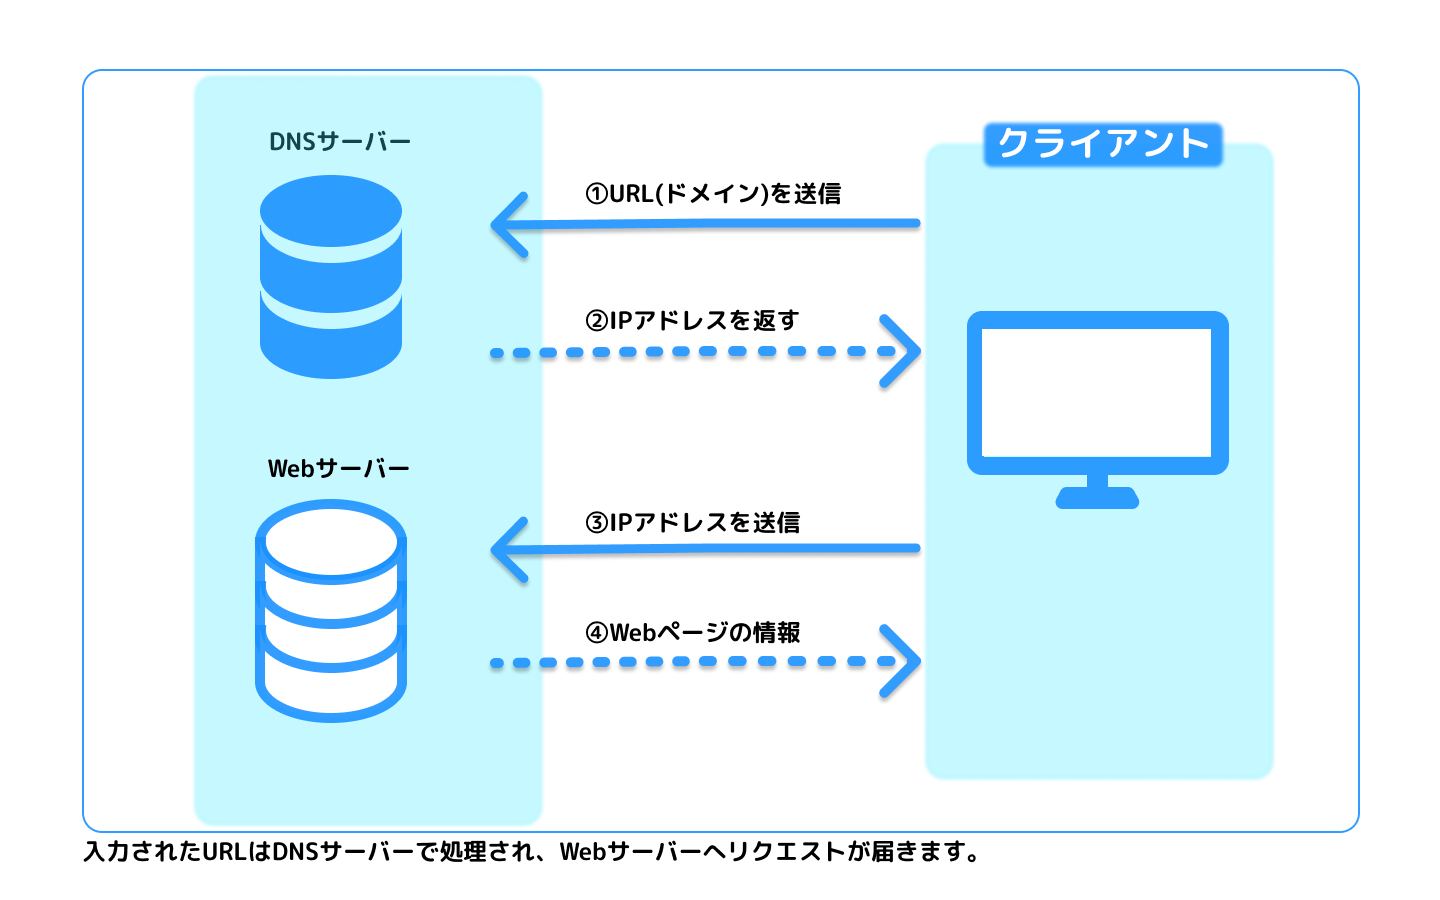 DNSサーバー
クライアント
①URL(ドメイン)を送信
②IPアドレスを返す
Webサーバー
③IPアドレスを送信
④Webページの情報
入力されたURLはDNSサーバーで処理され、Webサーバーへリクエストが届きます。